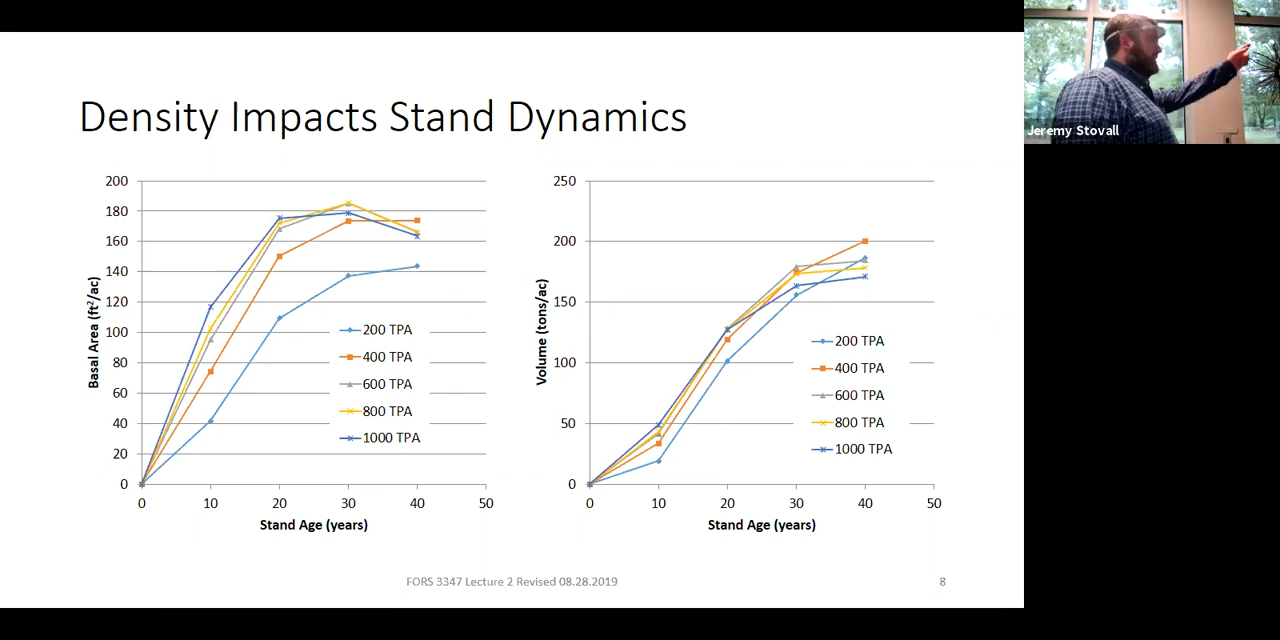 Density Impacts Stand Dynamics
Jeremy Stovall
200
180
160
140
120
100
80
60
40
20
0
Basal Area (ft²/ac)
0 10 20 30 40 50
Stand Age (years)
200 TPA
400 TPA
600 TPA
800 TPA
1000 TPA
250
200
150
100
50
0
Volume (tons/ac)
0 10 20 30 40 50
Stand Age (years)
200 TPA
400 TPA
600 TPA
800 TPA
1000 TPA
FORS 3347 Lecture 2 Revised 08.28.2019
8